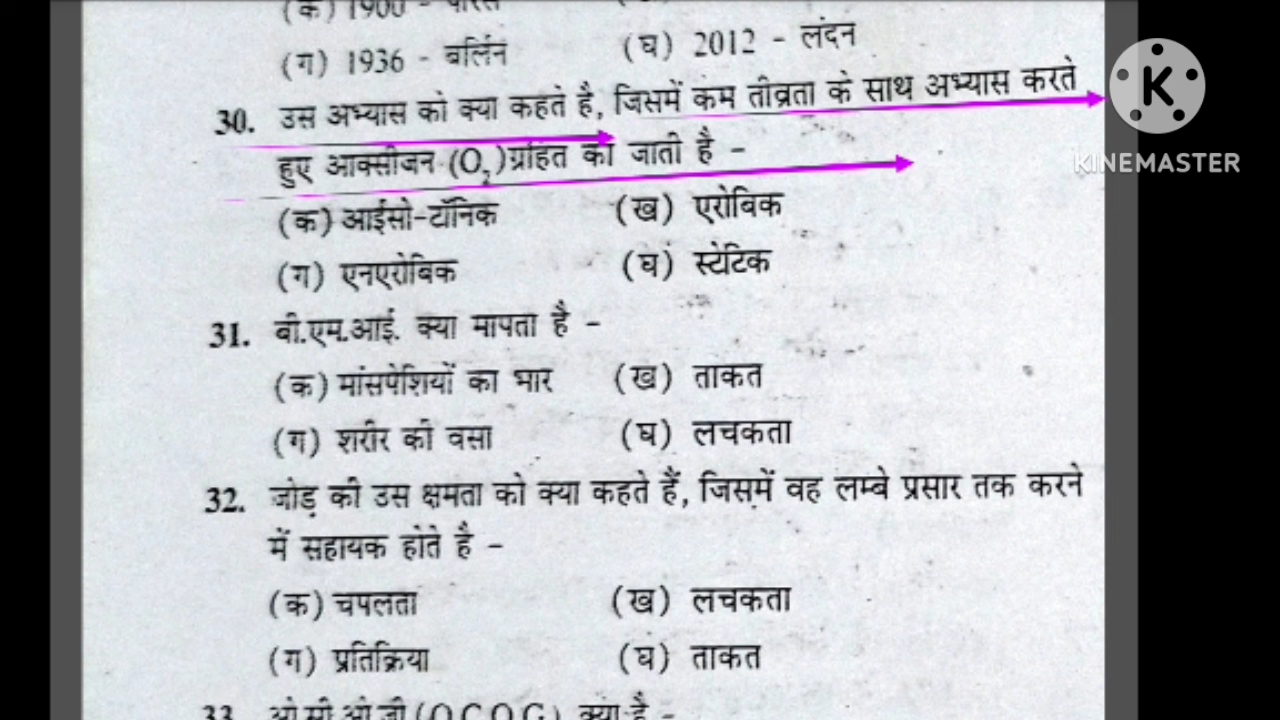 (क) 1900 - पेरिस
(ग) 1936 - बर्लिन (घ) 2012 - लंदन
30. उस अभ्यास को क्या कहते है, जिसमें कम तीव्रता के साथ अभ्यास करते
हुए आक्सीजन (O₂) ग्रहित की जाती है -
(क) आईसो-टॉनिक (ख) एरोबिक
(ग) एनएरोबिक (घ) स्टेटिक
31. बी.एम.आई. क्या मापता है -
(क) मांसपेशियों का भार (ख) ताकत
(ग) शरीर की वसा (घ) लचकता
32. जोड़ की उस क्षमता को क्या कहते हैं, जिसमें वह लम्बे प्रसार तक करने
में सहायक होते है -
(क) चपलता (ख) लचकता
(ग) प्रतिक्रिया (घ) ताकत
33. ओ.सी.ओ.जी (O.C.O.G) क्या है -
K
KINEMASTER